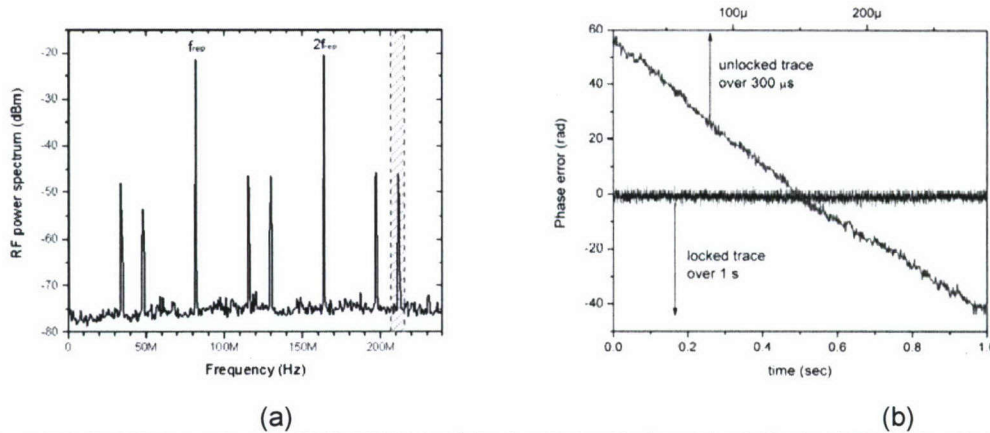 f_rep
2f_rep
-20
-30
-40
-50
-60
-70
-80
RF power spectrum (dBm)
0
50M
100M
150M
200M
Frequency (Hz)
(a)
100µ
200µ
60
40
20
0
-20
-40
Phase error (rad)
unlocked trace
over 300 µs
locked trace
over 1 s
0.0
0.2
0.4
0.6
0.8
1.0
time (sec)
(b)